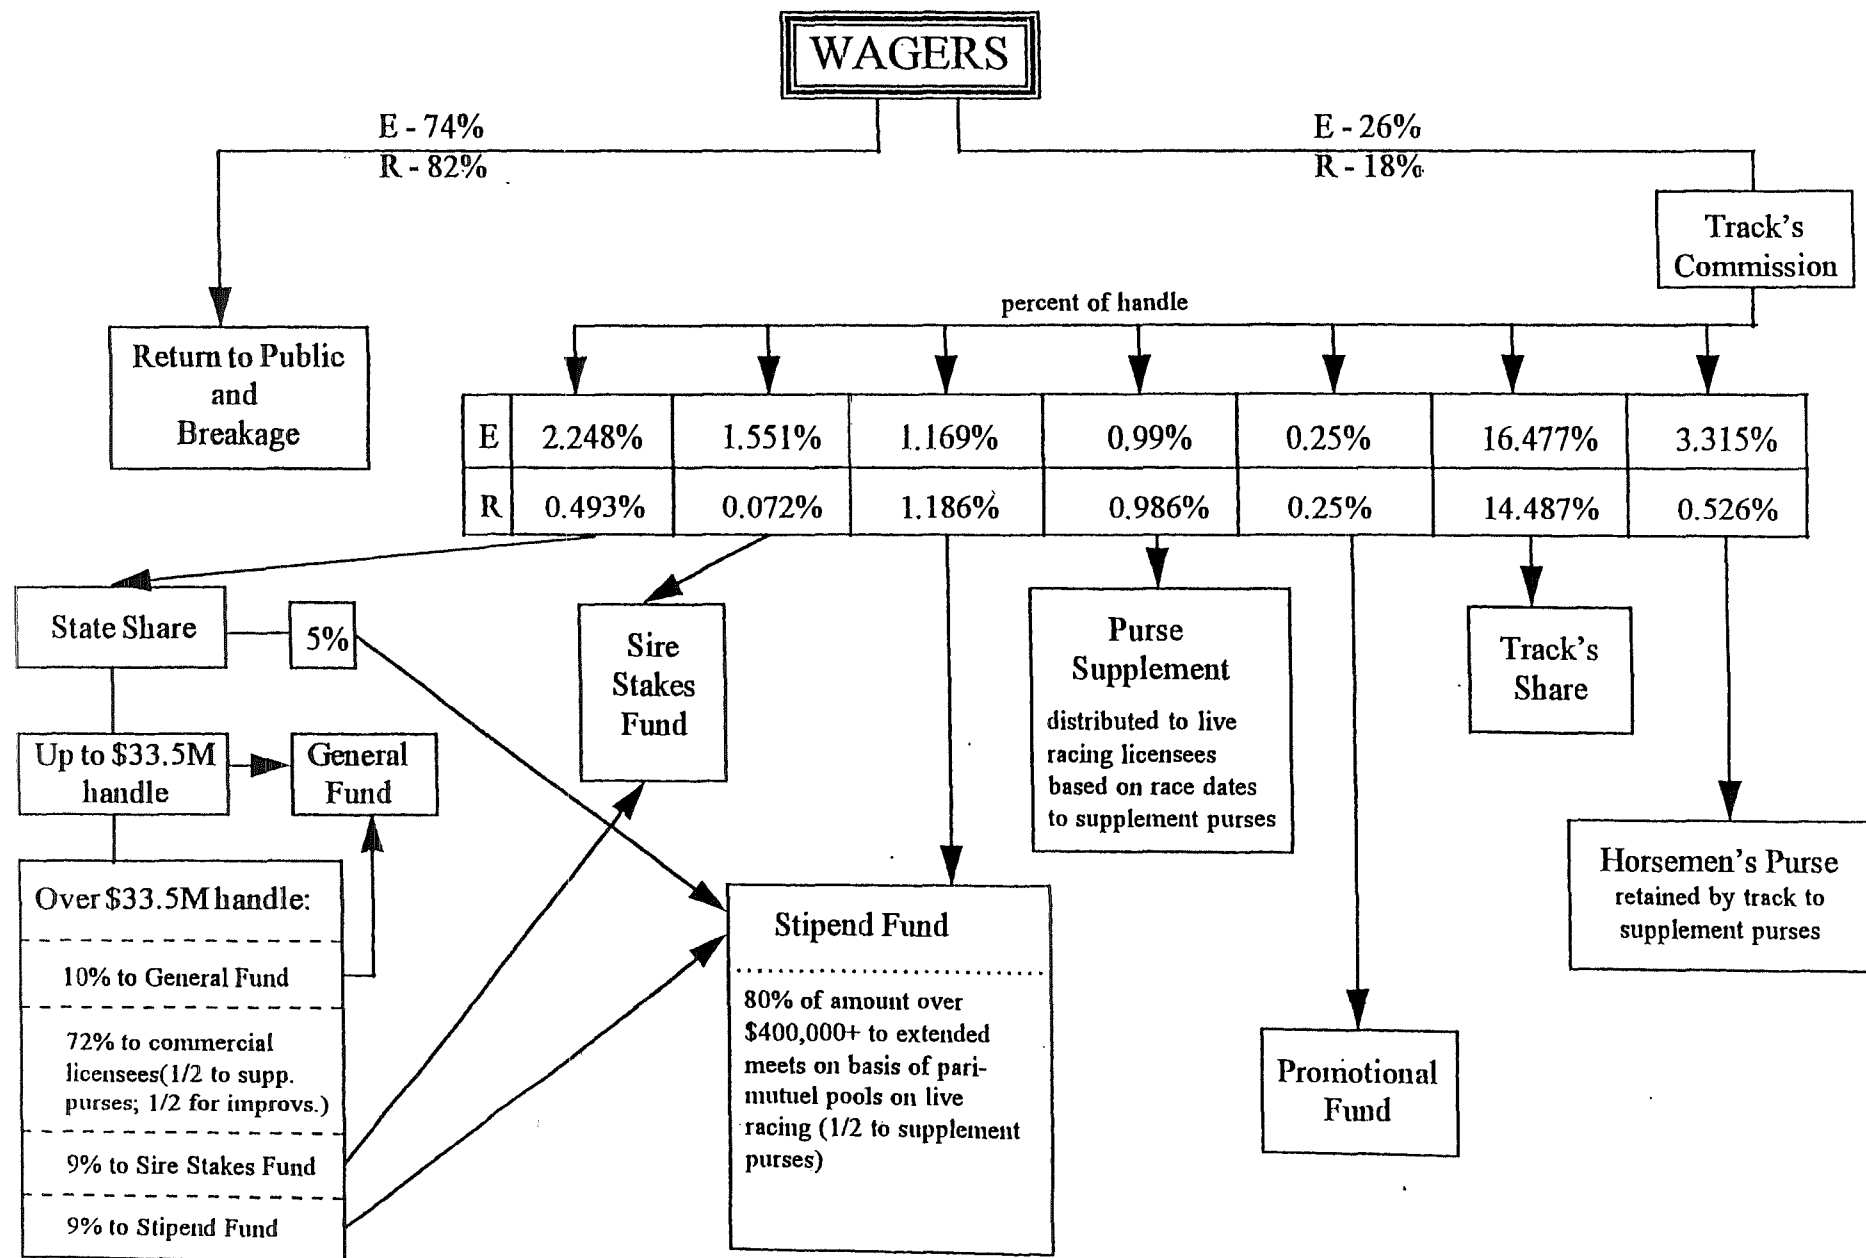 WAGERS
E - 74%
R - 82%
E - 26%
R - 18%
Track's
Commission
percent of handle
Return to Public
and
Breakage
E 2.248% 1.551% 1.169% 0.99% 0.25% 16.477% 3.315%
R 0.493% 0.072% 1.186% 0.986% 0.25% 14.487% 0.526%
State Share
5%
Up to $33.5M
handle
General
Fund
Over $33.5M handle:
10% to General Fund
72% to commercial
licensees(1/2 to supp.
purses; 1/2 for improvs.)
9% to Sire Stakes Fund
9% to Stipend Fund
Sire
Stakes
Fund
Stipend Fund
80% of amount over
$400,000+ to extended
meets on basis of pari-
mutuel pools on live
racing (1/2 to supplement
purses)
Purse
Supplement
distributed to live
racing licensees
based on race dates
to supplement purses
Promotional
Fund
Track's
Share
Horsemen's Purse
retained by track to
supplement purses